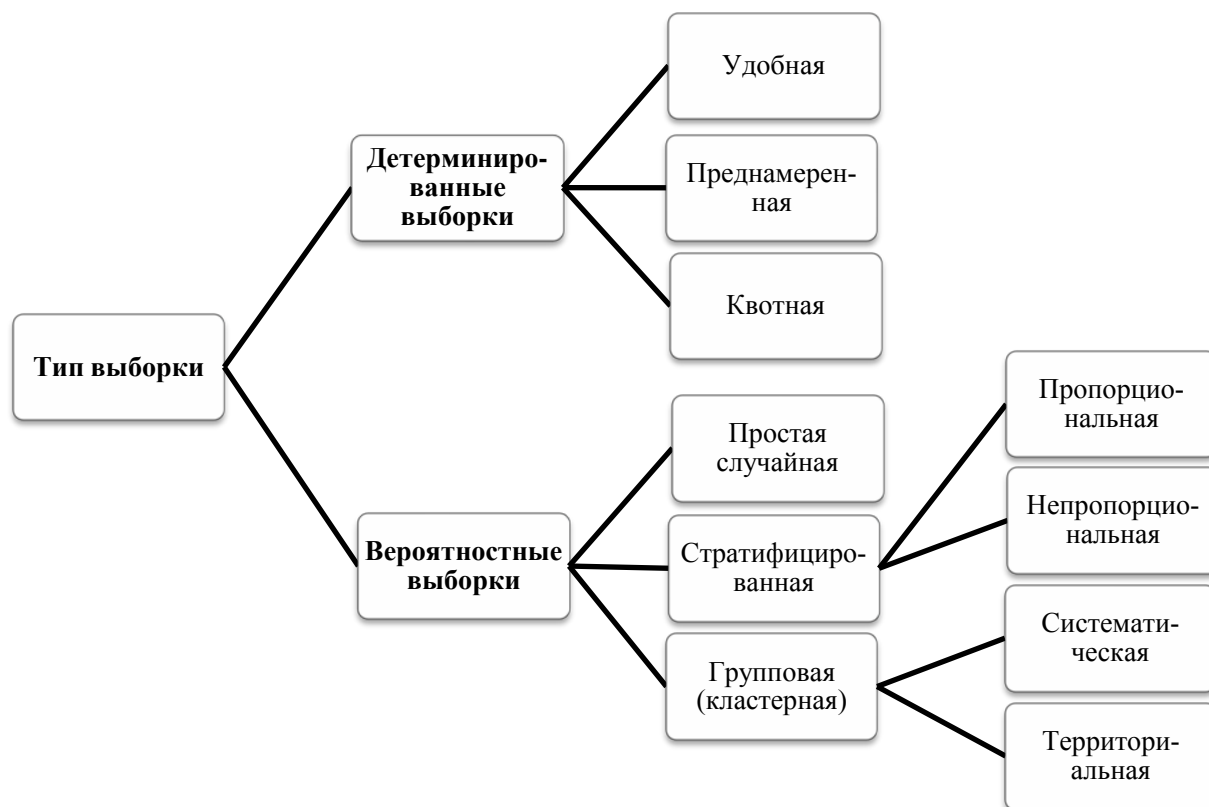 Удобная
Детерминиро-
ванные
выборки
Преднамерен-
ная
Квотная
Тип выборки
Простая
случайная
Пропорцио-
нальная
Непропорцио-
нальная
Вероятностные
выборки
Стратифициро-
ванная
Системати-
ческая
Групповая
(кластерная)
Территори-
альная